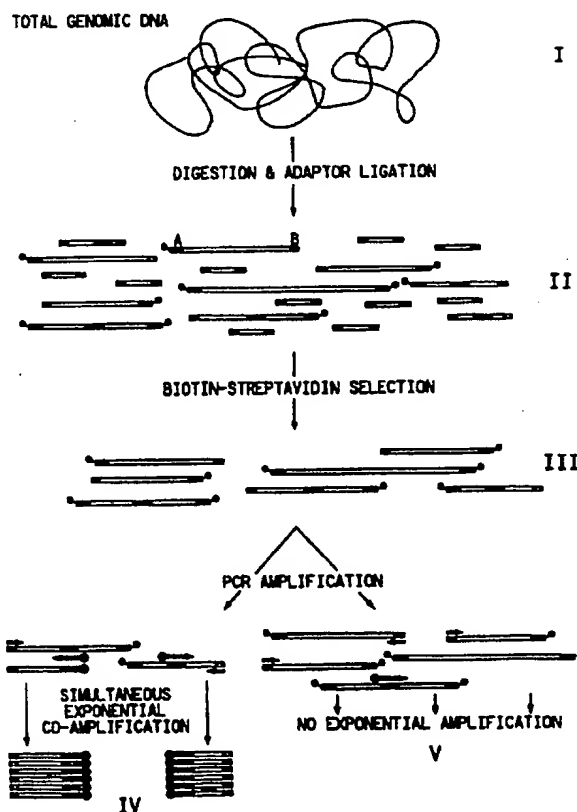 TOTAL GENOMIC DNA
I
DIGESTION & ADAPTOR LIGATION
A
B
II
BIOTIN-STREPTAVIDIN SELECTION
III
PCR AMPLIFICATION
SIMULTANEOUS
EXPONENTIAL
CO-AMPLIFICATION
NO EXPONENTIAL AMPLIFICATION
V
IV